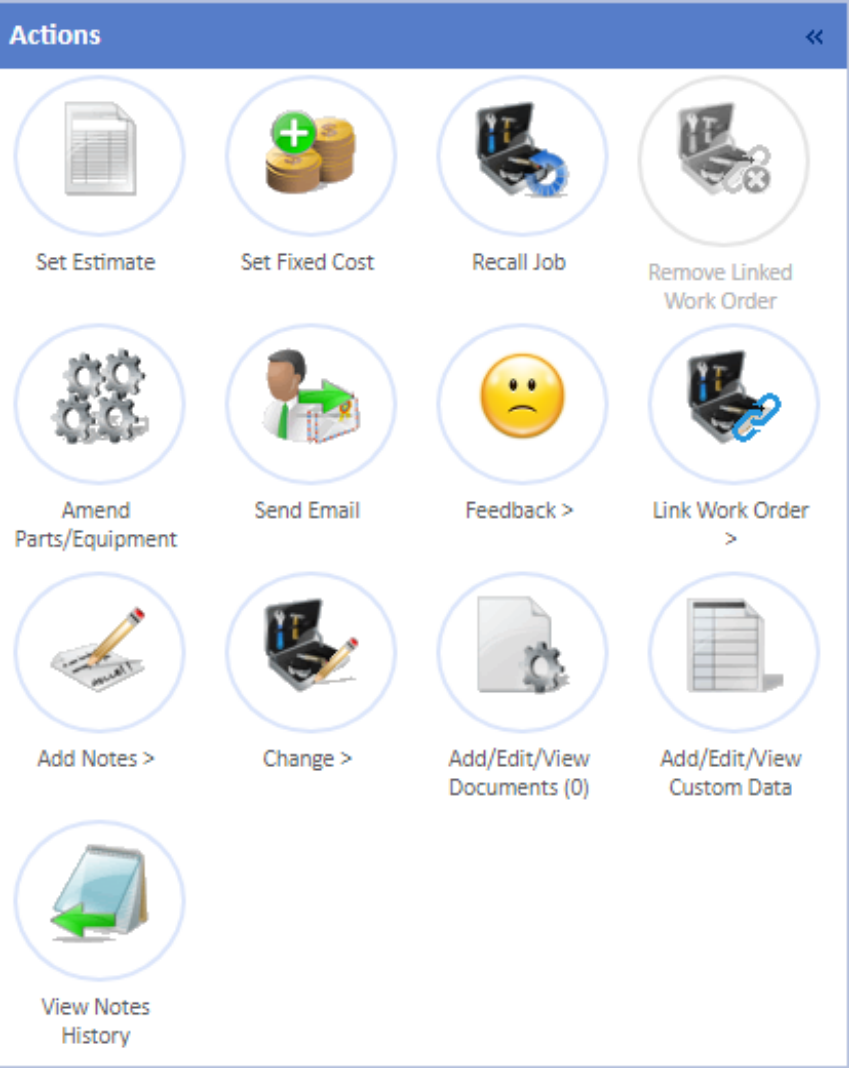 Actions «
Set Estimate
Set Fixed Cost
Recall Job
Remove Linked
Work Order
Amend
Parts/Equipment
Send Email
Feedback >
Link Work Order
>
Add Notes >
Change >
Add/Edit/View
Documents (0)
Add/Edit/View
Custom Data
View Notes
History